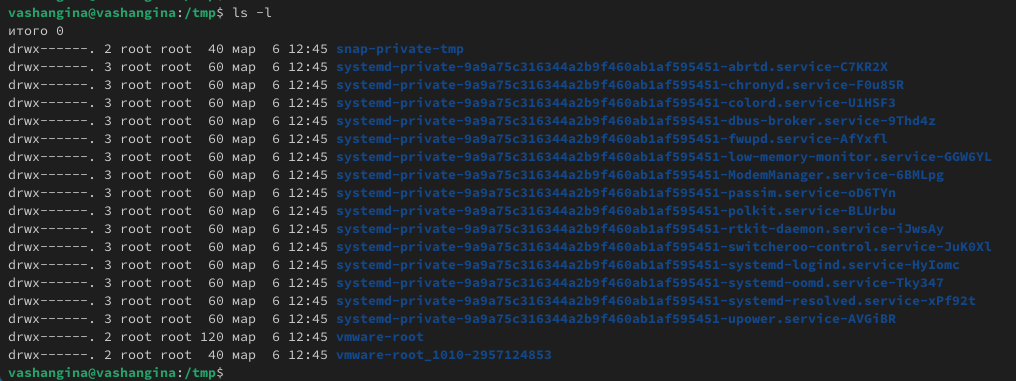 vashangina@vashangina:/tmp$ ls -l
итого 0
drwx------. 2 root root  40 мар  6 12:45 snap-private-tmp
drwx------. 3 root root  60 мар  6 12:45 systemd-private-9a9a75c316344a2b9f460ab1af595451-abrtd.service-C7KR2X
drwx------. 3 root root  60 мар  6 12:45 systemd-private-9a9a75c316344a2b9f460ab1af595451-chronyd.service-F0u85R
drwx------. 3 root root  60 мар  6 12:45 systemd-private-9a9a75c316344a2b9f460ab1af595451-colord.service-U1HSF3
drwx------. 3 root root  60 мар  6 12:45 systemd-private-9a9a75c316344a2b9f460ab1af595451-dbus-broker.service-9Thd4z
drwx------. 3 root root  60 мар  6 12:45 systemd-private-9a9a75c316344a2b9f460ab1af595451-fwupd.service-AfYxfl
drwx------. 3 root root  60 мар  6 12:45 systemd-private-9a9a75c316344a2b9f460ab1af595451-low-memory-monitor.service-GGW6YL
drwx------. 3 root root  60 мар  6 12:45 systemd-private-9a9a75c316344a2b9f460ab1af595451-ModemManager.service-6BMLpg
drwx------. 3 root root  60 мар  6 12:45 systemd-private-9a9a75c316344a2b9f460ab1af595451-passim.service-oD6TYn
drwx------. 3 root root  60 мар  6 12:45 systemd-private-9a9a75c316344a2b9f460ab1af595451-polkit.service-BLUrbu
drwx------. 3 root root  60 мар  6 12:45 systemd-private-9a9a75c316344a2b9f460ab1af595451-rtkit-daemon.service-iJwsAy
drwx------. 3 root root  60 мар  6 12:45 systemd-private-9a9a75c316344a2b9f460ab1af595451-switcheroo-control.service-JuK0Xl
drwx------. 3 root root  60 мар  6 12:45 systemd-private-9a9a75c316344a2b9f460ab1af595451-systemd-logind.service-HyIomc
drwx------. 3 root root  60 мар  6 12:45 systemd-private-9a9a75c316344a2b9f460ab1af595451-systemd-oomd.service-Tky347
drwx------. 3 root root  60 мар  6 12:45 systemd-private-9a9a75c316344a2b9f460ab1af595451-systemd-resolved.service-xPf92t
drwx------. 3 root root  60 мар  6 12:45 systemd-private-9a9a75c316344a2b9f460ab1af595451-upower.service-AVGiBR
drwx------. 2 root root 120 мар  6 12:45 vmware-root
drwx------. 2 root root  40 мар  6 12:45 vmware-root_1010-2957124853
vashangina@vashangina:/tmp$